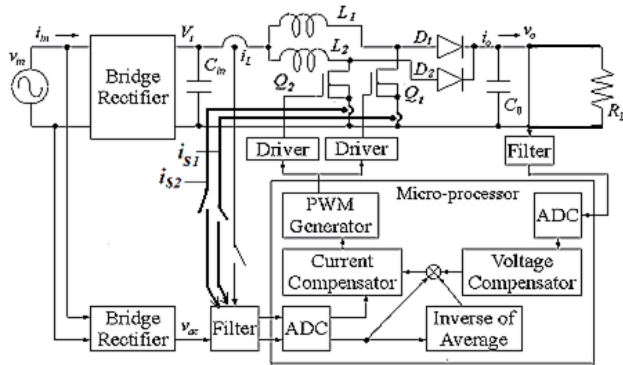 i_in
V_1
L_1
D_1
i_o
v_o
v_in
Bridge
Rectifier
C_in
i_L
L_2
D_2
Q_2
Q_1
C_0
R_L
i_S1
i_S2
Driver
Driver
Filter
Micro-processor
PWM
Generator
ADC
Current
Compensator
Voltage
Compensator
Bridge
Rectifier
v_ac
Filter
ADC
Inverse of
Average